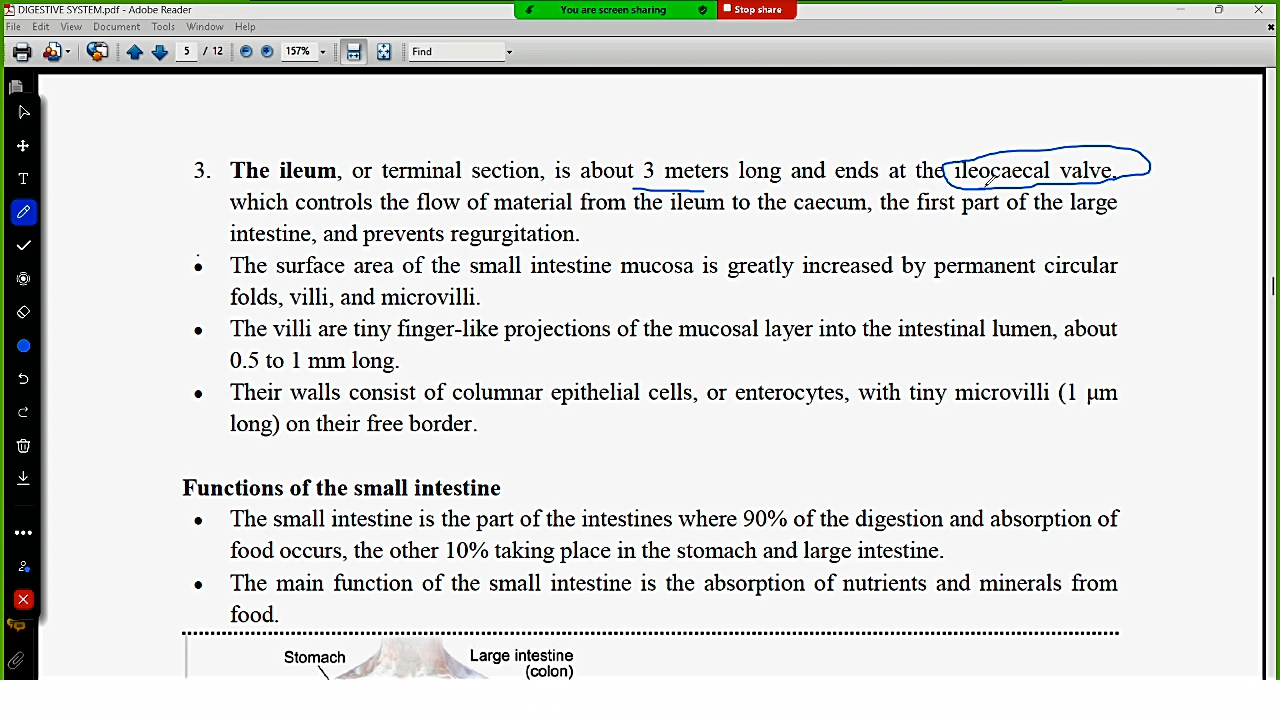 DIGESTIVE SYSTEM.pdf - Adobe Reader
You are screen sharing
Stop share
File Edit View Document Tools Window Help
5 / 12
157%
Find
3. The ileum, or terminal section, is about 3 meters long and ends at the ileocaecal valve,
which controls the flow of material from the ileum to the caecum, the first part of the large
intestine, and prevents regurgitation.
• The surface area of the small intestine mucosa is greatly increased by permanent circular
folds, villi, and microvilli.
• The villi are tiny finger-like projections of the mucosal layer into the intestinal lumen, about
0.5 to 1 mm long.
• Their walls consist of columnar epithelial cells, or enterocytes, with tiny microvilli (1 µm
long) on their free border.
Functions of the small intestine
• The small intestine is the part of the intestines where 90% of the digestion and absorption of
food occurs, the other 10% taking place in the stomach and large intestine.
• The main function of the small intestine is the absorption of nutrients and minerals from
food.
Stomach
Large intestine
(colon)